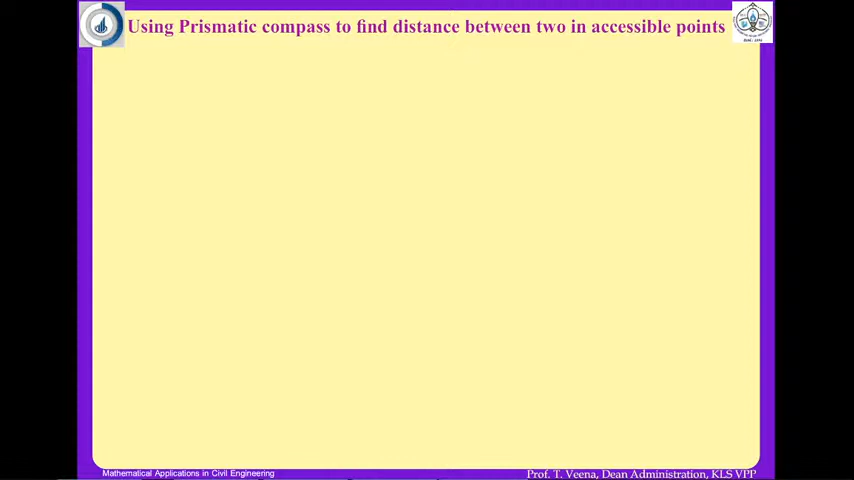 Using Prismatic compass to find distance between two in accessible points
Mathematical Applications in Civil Engineering
Prof. T. Veena, Dean Administration, KLS VPP